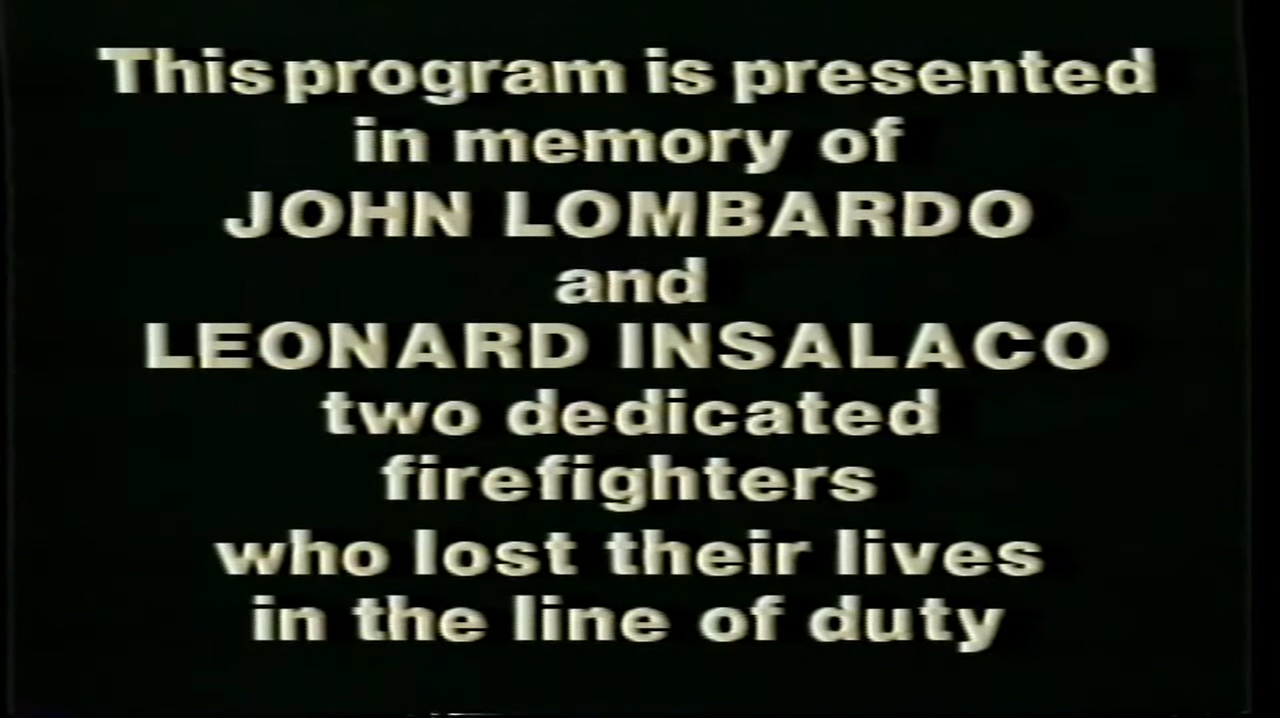 This program is presented
in memory of
JOHN LOMBARDO
and
LEONARD INSALACO
two dedicated
firefighters
who lost their lives
in the line of duty